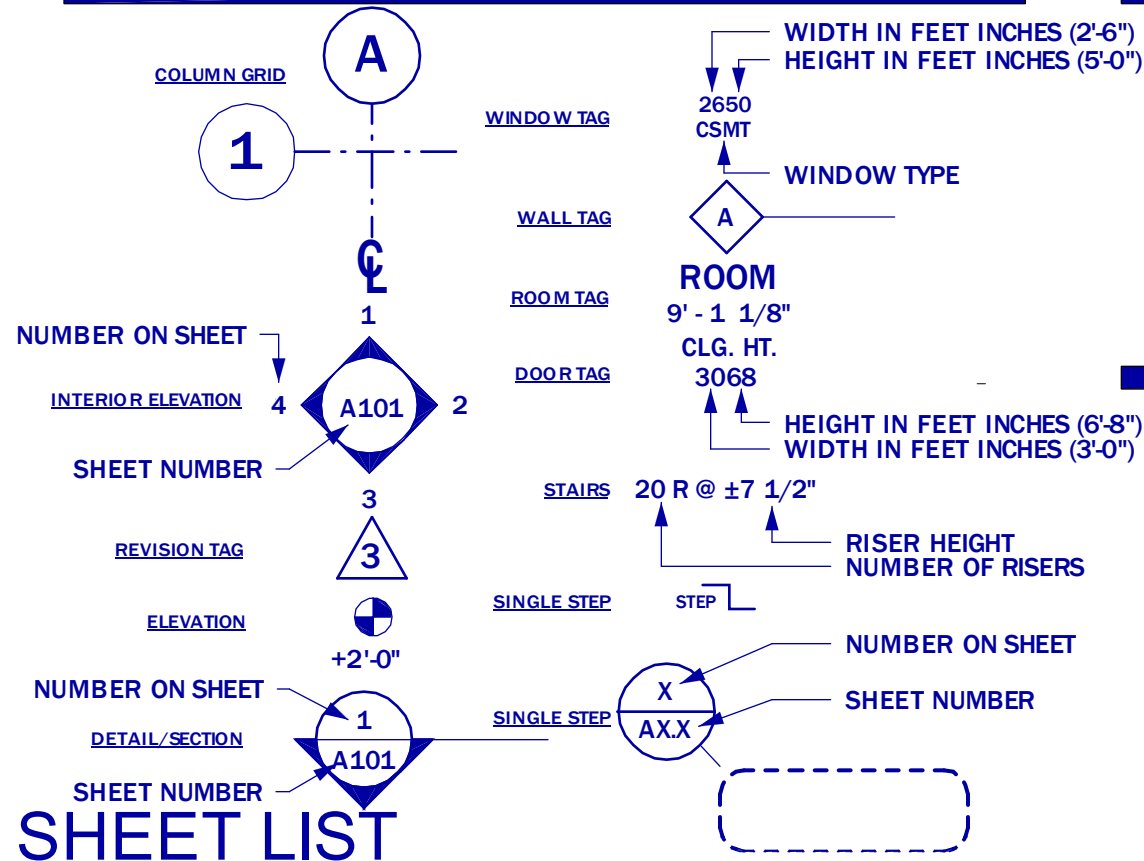 A
COLUMN GRID
1
℄
1
NUMBER ON SHEET
INTERIOR ELEVATION
4
A101
2
SHEET NUMBER
3
REVISION TAG
3
ELEVATION
+2'-0"
NUMBER ON SHEET
1
DETAIL/SECTION
A101
SHEET NUMBER
SHEET LIST
WIDTH IN FEET INCHES (2'-6")
HEIGHT IN FEET INCHES (5'-0")
WINDOW TAG
2650
CSMT
WINDOW TYPE
WALL TAG
A
ROOM TAG
ROOM
9' - 1 1/8"
CLG. HT.
DOOR TAG
3068
HEIGHT IN FEET INCHES (6'-8")
WIDTH IN FEET INCHES (3'-0")
STAIRS
20 R @ ±7 1/2"
RISER HEIGHT
NUMBER OF RISERS
SINGLE STEP
STEP
NUMBER ON SHEET
X
SINGLE STEP
AX.X
SHEET NUMBER